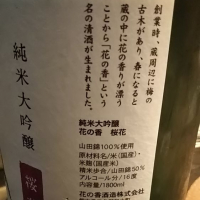 創業時、蔵周辺に梅の
古木があり、春になると
蔵の中に花の香りが漂う
ことから「花の香」という
名の清酒が生まれました。
純米大吟醸
桜
純米大吟醸
花の香 桜花
山田錦100%使用
原材料名/米(国産)・
米麹(国産米)
精米歩合/山田錦50%
アルコール分/16度
内容量/1800ml
花の香酒造株式会社